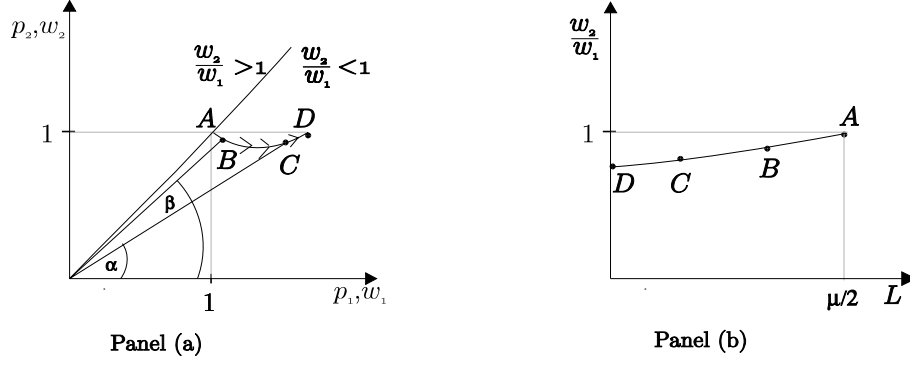 p₂,w₂
w₂/w₁ >1
w₂/w₁ <1
1
A
D
B
C
β
α
1
p₁,w₁
Panel (a)
w₂/w₁
1
A
B
C
D
μ/2
L
Panel (b)